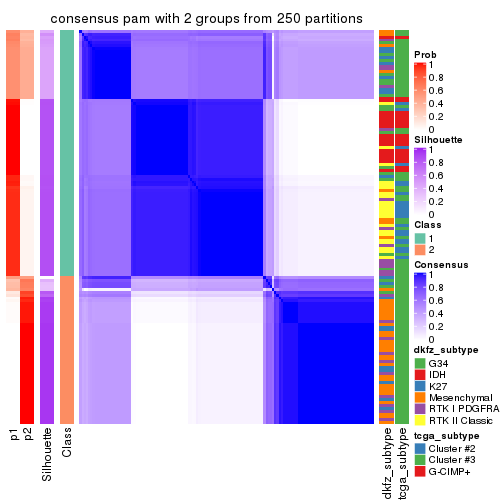 consensus pam with 2 groups from 250 partitions
Prob
1
0.8
0.6
0.4
0.2
0
Silhouette
1
0.8
0.6
0.4
0.2
0
Class
1
2
Consensus
1
0.8
0.6
0.4
0.2
0
dkfz_subtype
G34
IDH
K27
Mesenchymal
RTK I PDGFRA
RTK II Classic
tcga_subtype
Cluster #2
Cluster #3
G-CIMP+
p1
p2
Silhouette
Class
dkfz_subtype
tcga_subtype